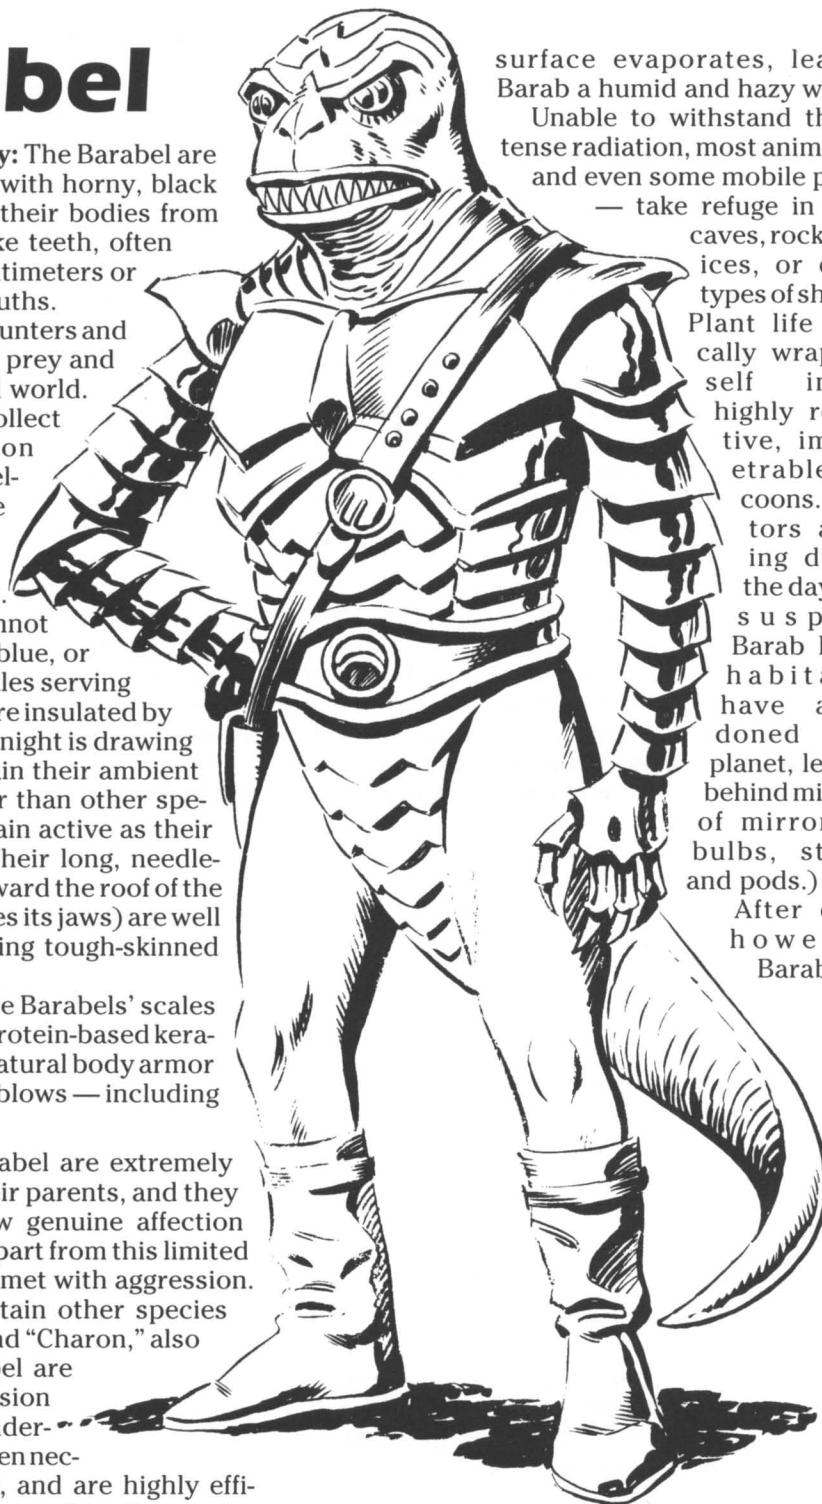 bel
y: The Barabel are
with horny, black
their bodies from
ke teeth, often
timeters or
uths.
unters and
prey and
world.
ollect
on
el-
e
nnot
blue, or
les serving
re insulated by
night is drawing
in their ambient
r than other spe-
ain active as their
heir long, needle-
ward the roof of the
es its jaws) are well
ing tough-skinned
e Barabels’ scales
rotein-based kera-
atural body armor
blows — including
abel are extremely
ir parents, and they
w genuine affection
part from this limited
met with aggression.
tain other species
nd “Charon,” also
bel are
sion
der-
en nec-
, and are highly effi-
surface evaporates, lea
Barab a humid and hazy w
Unable to withstand th
tense radiation, most anim
and even some mobile p
— take refuge in
caves, rock
ices, or
types of sh
Plant life
cally wrap
self in
highly re
tive, im
etrable
coons.
tors a
ing d
the day
susp
Barab
habita
have a
doned
planet, le
behind mi
of mirror
bulbs, st
and pods.)
After
howe
Barab